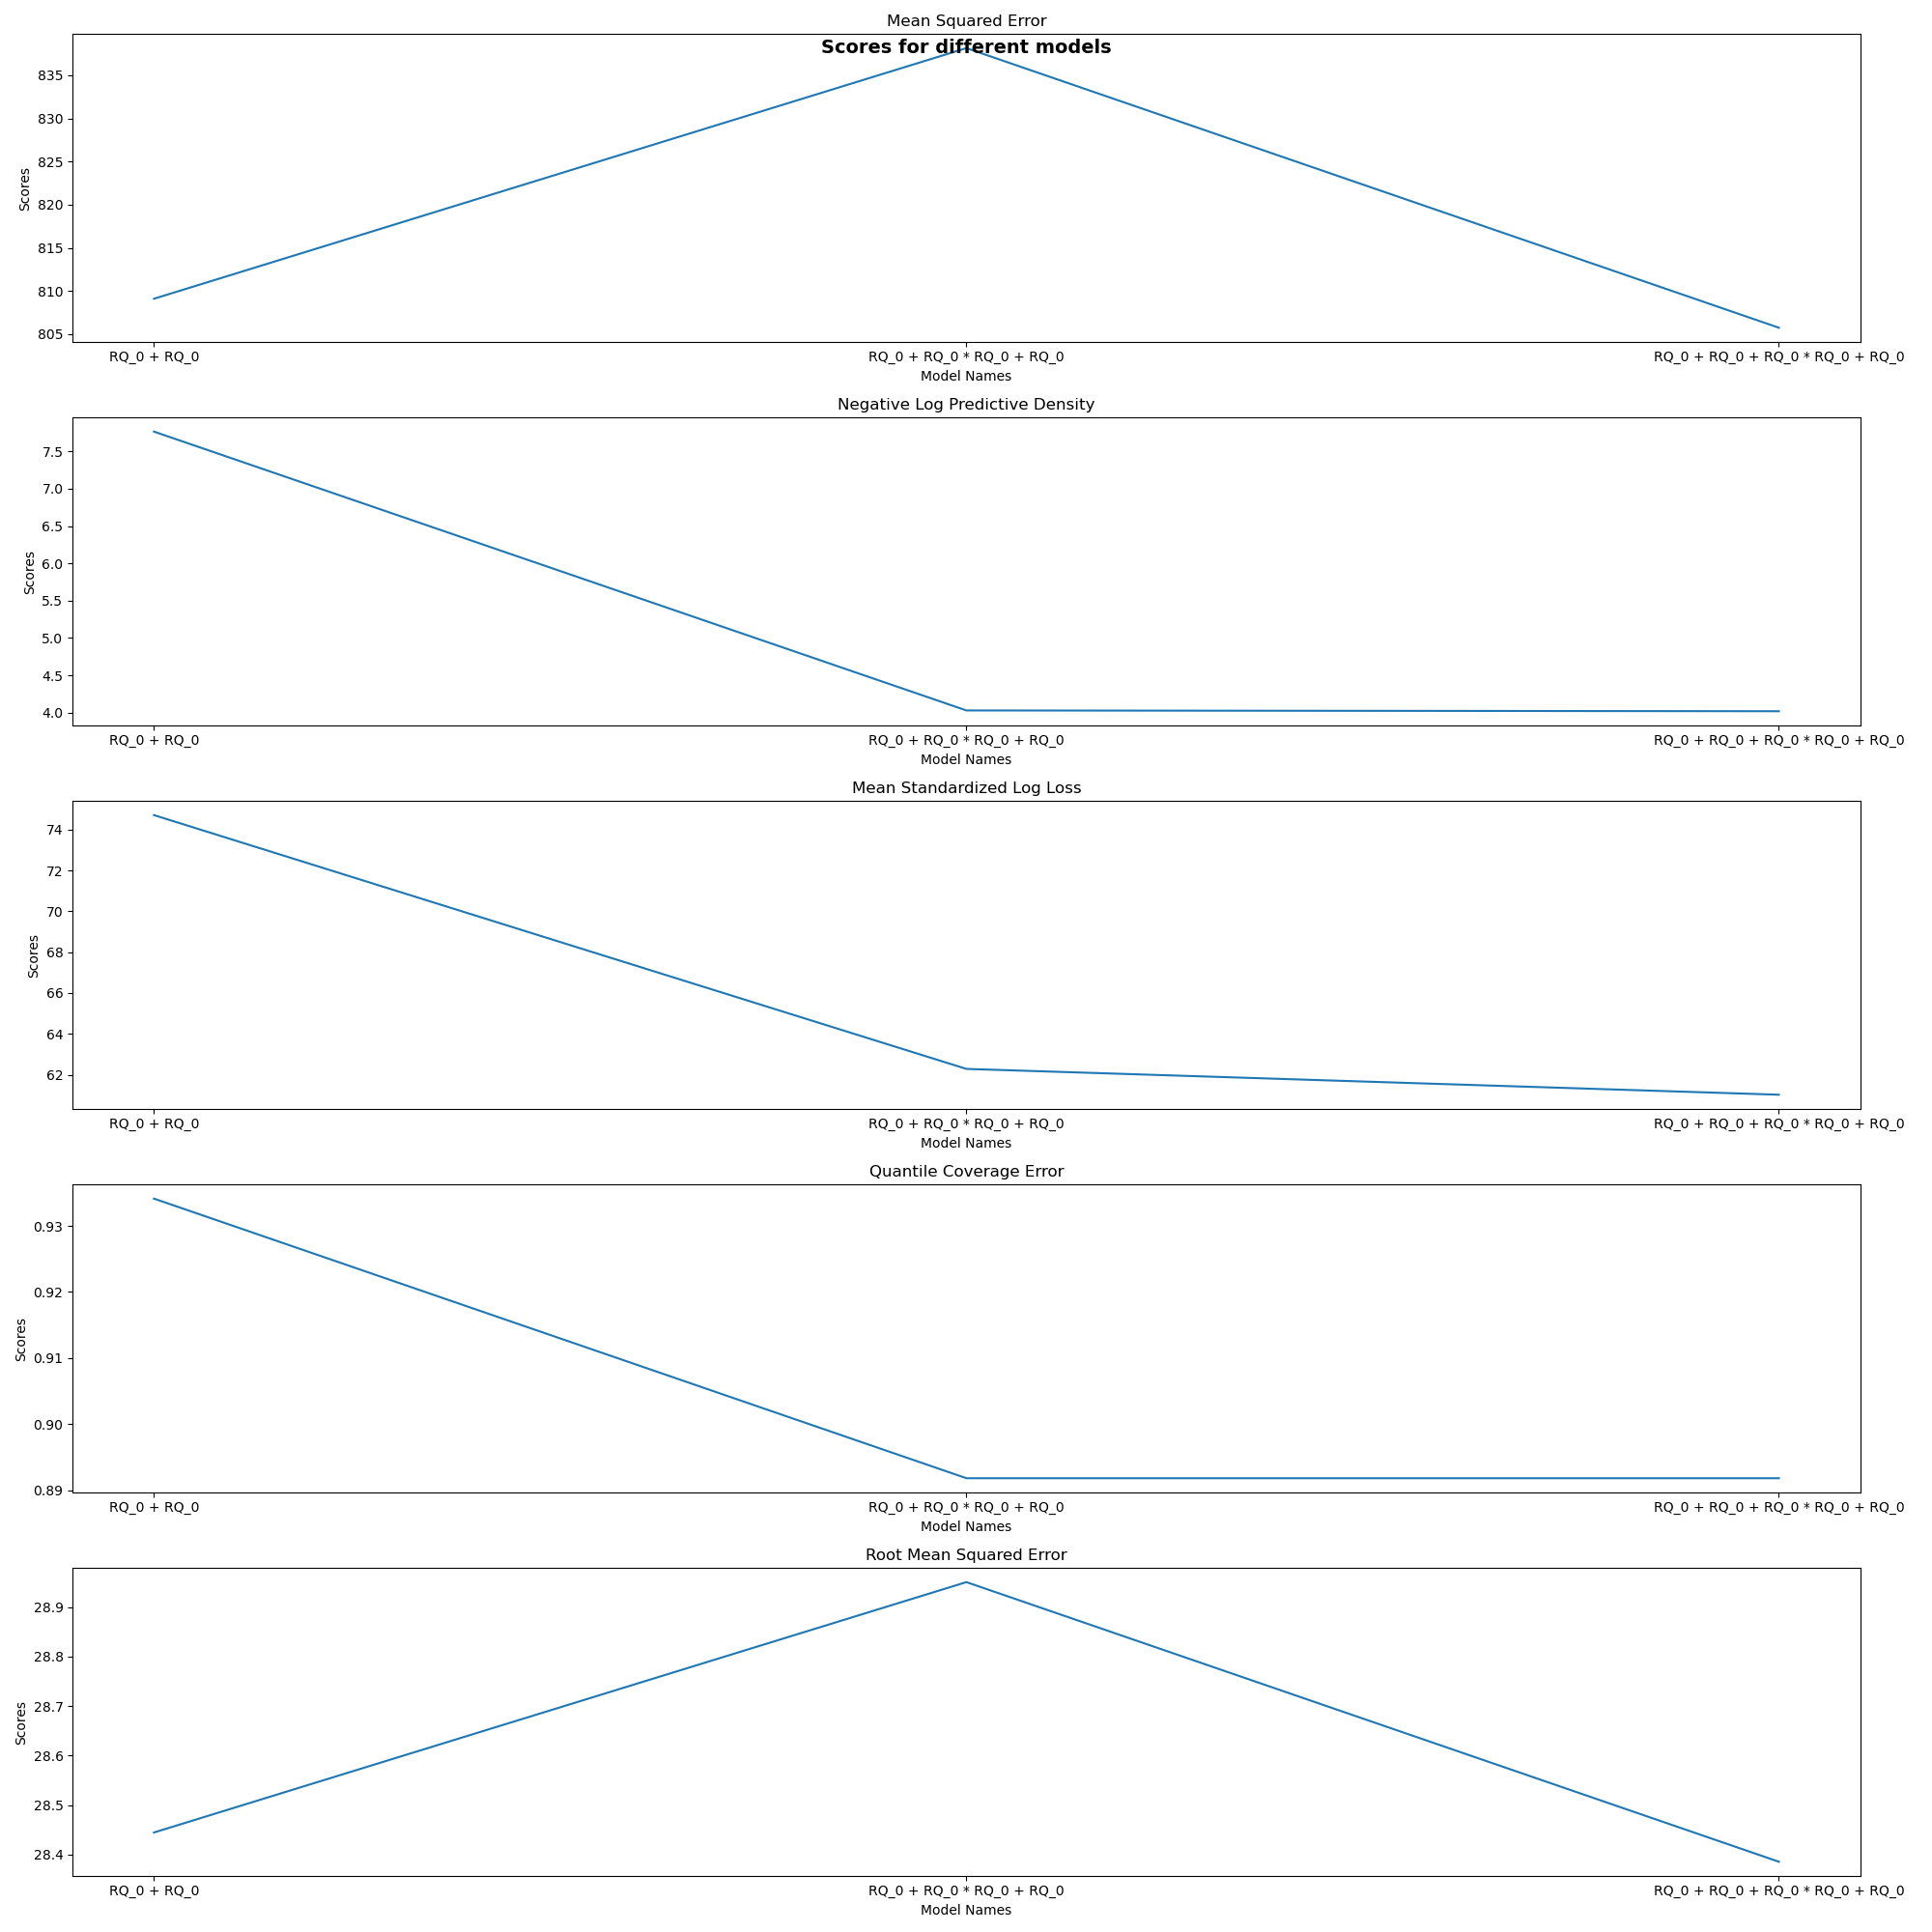 Mean Squared Error
Scores for different models
835
830
825
820
815
810
805
Scores
RQ_0 + RQ_0
RQ_0 + RQ_0 * RQ_0 + RQ_0
RQ_0 + RQ_0 + RQ_0 * RQ_0 + RQ_0
Model Names
Negative Log Predictive Density
7.5
7.0
6.5
6.0
5.5
5.0
4.5
4.0
Scores
RQ_0 + RQ_0
RQ_0 + RQ_0 * RQ_0 + RQ_0
RQ_0 + RQ_0 + RQ_0 * RQ_0 + RQ_0
Model Names
Mean Standardized Log Loss
74
72
70
68
66
64
62
Scores
RQ_0 + RQ_0
RQ_0 + RQ_0 * RQ_0 + RQ_0
RQ_0 + RQ_0 + RQ_0 * RQ_0 + RQ_0
Model Names
Quantile Coverage Error
0.93
0.92
0.91
0.90
0.89
Scores
RQ_0 + RQ_0
RQ_0 + RQ_0 * RQ_0 + RQ_0
RQ_0 + RQ_0 + RQ_0 * RQ_0 + RQ_0
Model Names
Root Mean Squared Error
28.9
28.8
28.7
28.6
28.5
28.4
Scores
RQ_0 + RQ_0
RQ_0 + RQ_0 * RQ_0 + RQ_0
RQ_0 + RQ_0 + RQ_0 * RQ_0 + RQ_0
Model Names